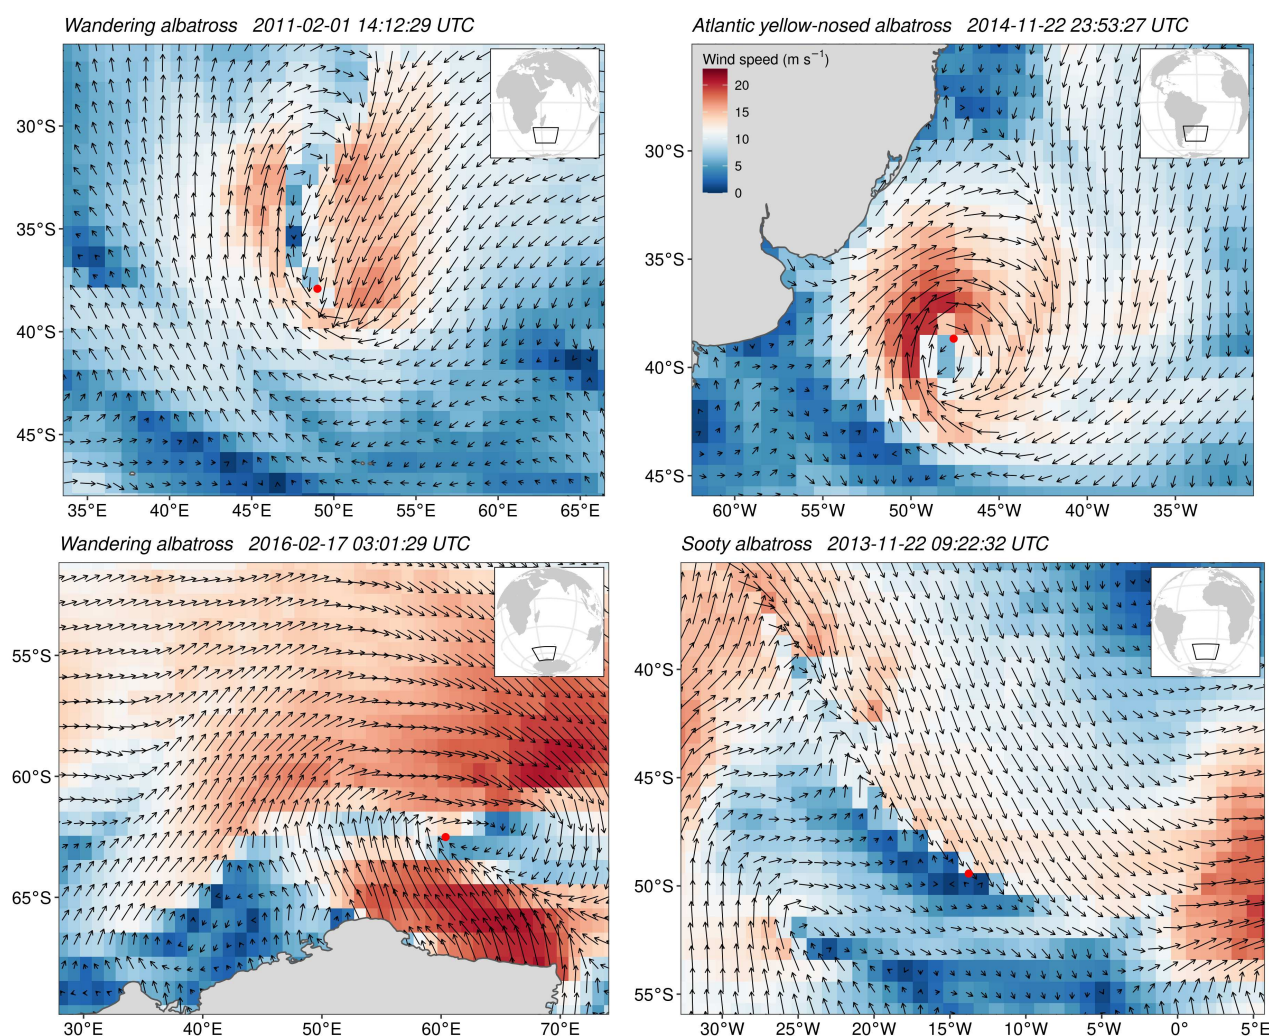 Wandering albatross 2011-02-01 14:12:29 UTC
30°S
35°S
40°S
45°S
35°E 40°E 45°E 50°E 55°E 60°E 65°E
Atlantic yellow-nosed albatross 2014-11-22 23:53:27 UTC
Wind speed (m s⁻¹)
20
15
10
5
0
30°S
35°S
40°S
45°S
60°W 55°W 50°W 45°W 40°W 35°W
Wandering albatross 2016-02-17 03:01:29 UTC
55°S
60°S
65°S
30°E 40°E 50°E 60°E 70°E
Sooty albatross 2013-11-22 09:22:32 UTC
40°S
45°S
50°S
55°S
30°W 25°W 20°W 15°W 10°W 5°W 0° 5°E